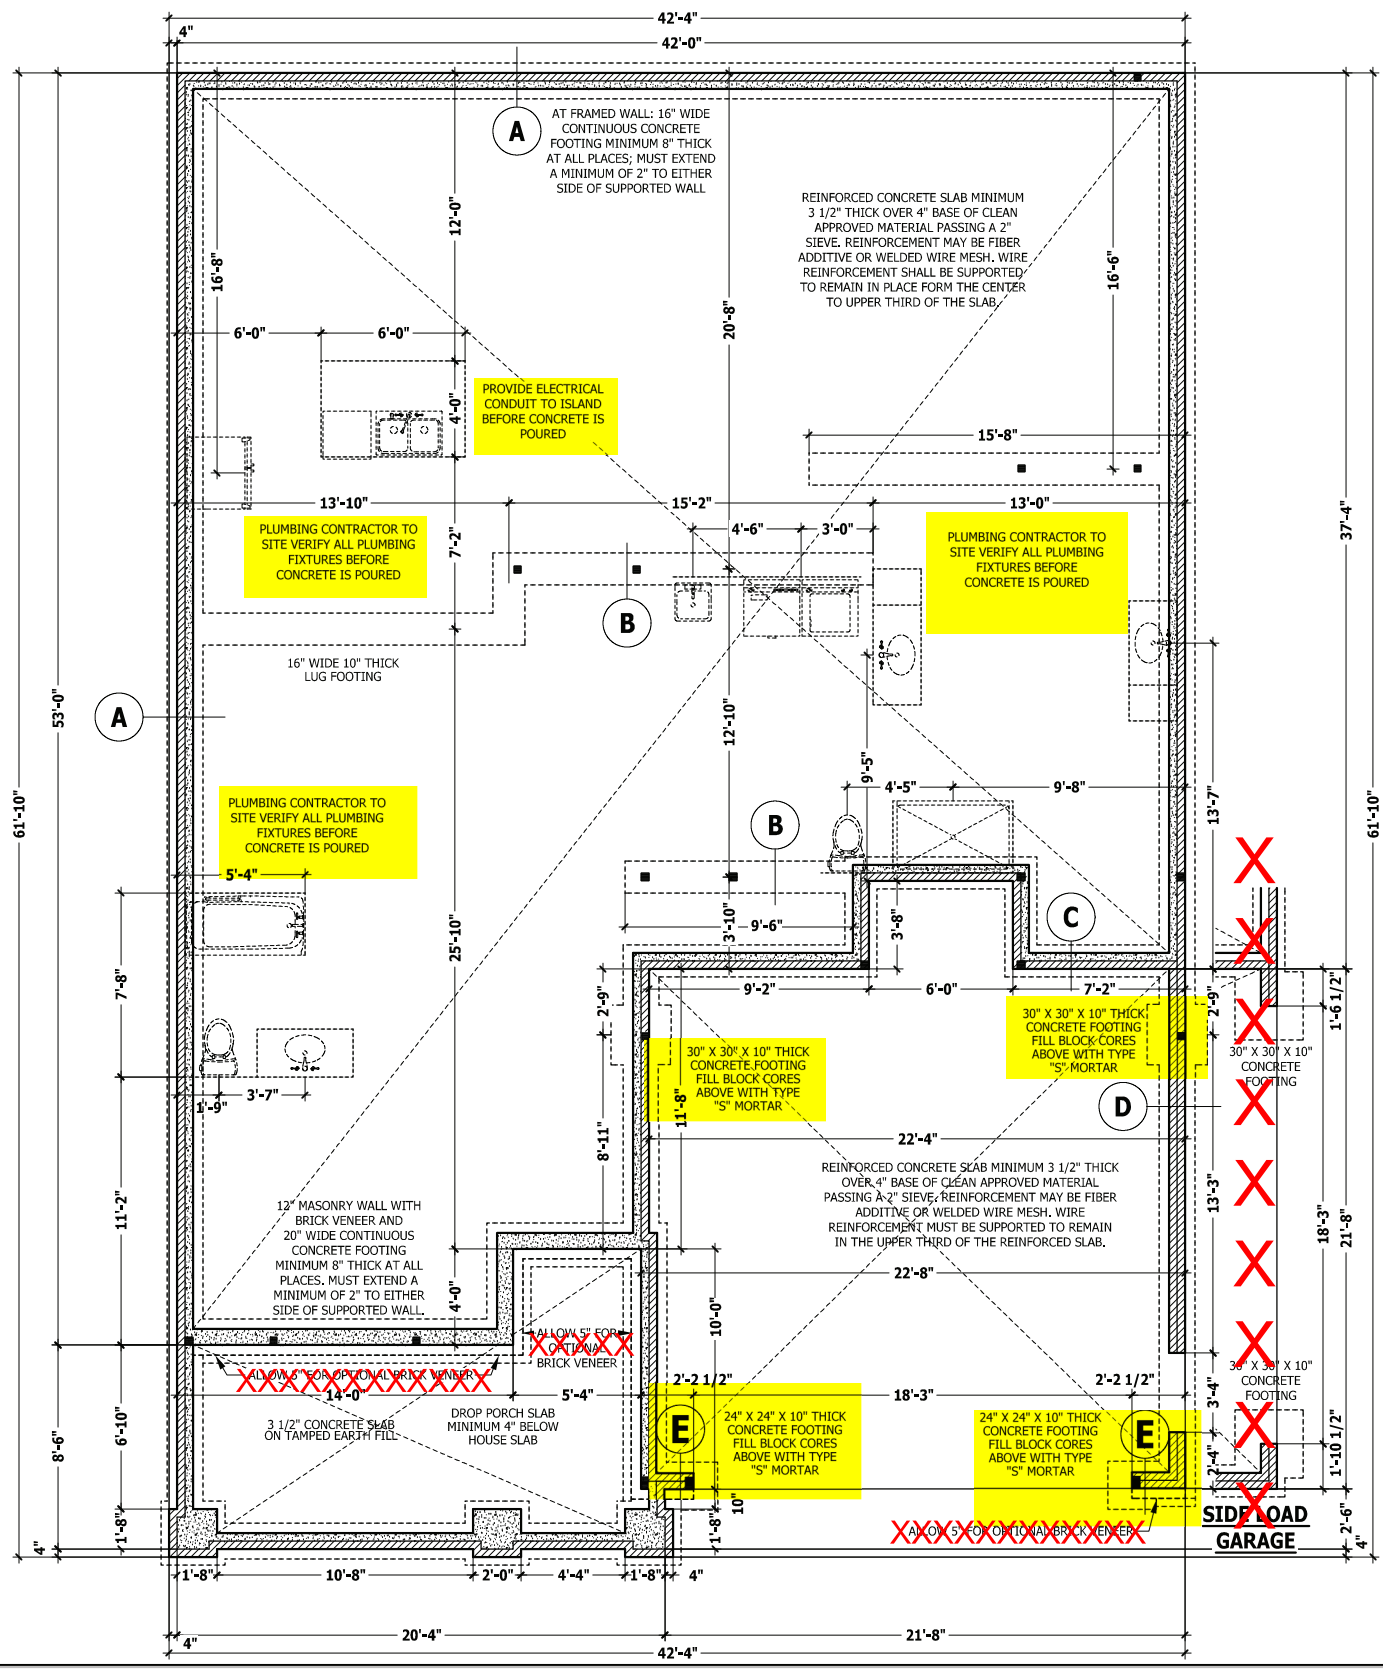 42'-4"
4"
42'-0"
A
AT FRAMED WALL: 16" WIDE
CONTINUOUS CONCRETE
FOOTING MINIMUM 8" THICK
AT ALL PLACES; MUST EXTEND
A MINIMUM OF 2" TO EITHER
SIDE OF SUPPORTED WALL
REINFORCED CONCRETE SLAB MINIMUM
3 1/2" THICK OVER 4" BASE OF CLEAN
APPROVED MATERIAL PASSING A 2"
SIEVE. REINFORCEMENT MAY BE FIBER
ADDITIVE OR WELDED WIRE MESH. WIRE
REINFORCEMENT SHALL BE SUPPORTED
TO REMAIN IN PLACE FORM THE CENTER
TO UPPER THIRD OF THE SLAB.
12'-0"
16'-8"
16'-6"
20'-8"
6'-0"
6'-0"
PROVIDE ELECTRICAL
CONDUIT TO ISLAND
BEFORE CONCRETE IS
POURED
4'-0"
15'-8"
13'-10"
15'-2"
13'-0"
37'-4"
4'-6"
3'-0"
7'-2"
PLUMBING CONTRACTOR TO
SITE VERIFY ALL PLUMBING
FIXTURES BEFORE
CONCRETE IS POURED
PLUMBING CONTRACTOR TO
SITE VERIFY ALL PLUMBING
FIXTURES BEFORE
CONCRETE IS POURED
B
16" WIDE 10" THICK
LUG FOOTING
A
53'-0"
12'-10"
9'-5"
4'-5"
9'-8"
13'-7"
61'-10"
61'-10"
PLUMBING CONTRACTOR TO
SITE VERIFY ALL PLUMBING
FIXTURES BEFORE
CONCRETE IS POURED
B
X
5'-4"
C
9'-6"
3'-10"
3'-8"
25'-10"
X
7'-8"
9'-2"
6'-0"
7'-2"
2'-9"
2'-9"
1'-6 1/2"
30" X 30" X 10" THICK
CONCRETE FOOTING
FILL BLOCK CORES
ABOVE WITH TYPE
"S" MORTAR
X
30" X 30" X 10"
CONCRETE
FOOTING
30" X 30" X 10" THICK
CONCRETE FOOTING
FILL BLOCK CORES
ABOVE WITH TYPE
"S" MORTAR
D
X
3'-7"
1'-9"
11'-8"
8'-11"
22'-4"
REINFORCED CONCRETE SLAB MINIMUM 3 1/2" THICK
OVER 4" BASE OF CLEAN APPROVED MATERIAL
PASSING A 2" SIEVE. REINFORCEMENT MAY BE FIBER
ADDITIVE OR WELDED WIRE MESH. WIRE
REINFORCEMENT MUST BE SUPPORTED TO REMAIN
IN THE UPPER THIRD OF THE REINFORCED SLAB.
X
13'-3"
18'-3"
21'-8"
11'-2"
12" MASONRY WALL WITH
BRICK VENEER AND
20" WIDE CONTINUOUS
CONCRETE FOOTING
MINIMUM 8" THICK AT ALL
PLACES. MUST EXTEND A
MINIMUM OF 2" TO EITHER
SIDE OF SUPPORTED WALL.
X
22'-8"
4'-0"
10'-0"
ALLOW 5" FOR
OPTIONAL
BRICK VENEER
XXXXX
X
30" X 30" X 10"
CONCRETE
FOOTING
ALLOW 5" FOR OPTIONAL BRICK VENEER
XXXXXXXXXXXXX
14'-0"
5'-4"
2'-2 1/2"
18'-3"
2'-2 1/2"
3'-4"
3 1/2" CONCRETE SLAB
ON TAMPED EARTH FILL
DROP PORCH SLAB
MINIMUM 4" BELOW
HOUSE SLAB
E
24" X 24" X 10" THICK
CONCRETE FOOTING
FILL BLOCK CORES
ABOVE WITH TYPE
"S" MORTAR
24" X 24" X 10" THICK
CONCRETE FOOTING
FILL BLOCK CORES
ABOVE WITH TYPE
"S" MORTAR
E
X
6'-10"
8'-6"
2'-4"
1'-10 1/2"
10"
X
SIDE LOAD
GARAGE
ALLOW 5" FOR OPTIONAL BRICK VENEER
XXXXXXXXXXXXX
1'-8"
1'-8"
2'-6"
4"
4"
1'-8"
10'-8"
2'-0"
4'-4"
1'-8"
4"
4"
20'-4"
21'-8"
42'-4"